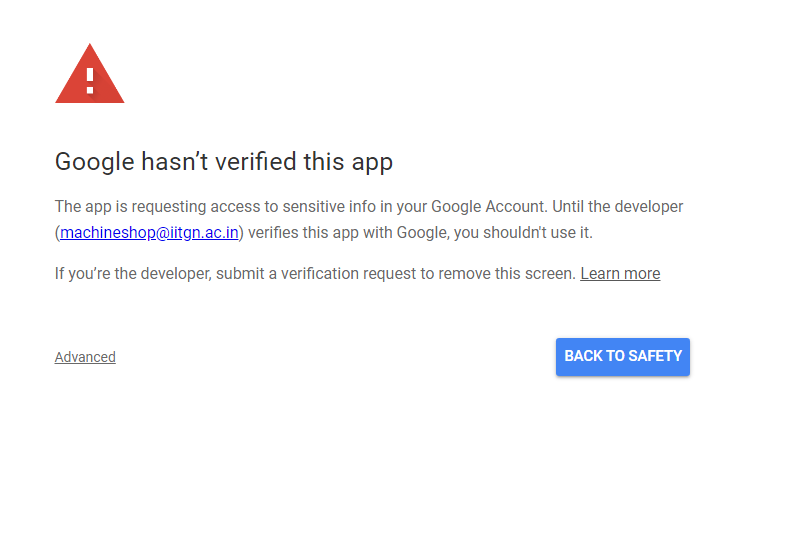 Google hasn’t verified this app
The app is requesting access to sensitive info in your Google Account. Until the developer
(machineshop@iitgn.ac.in) verifies this app with Google, you shouldn't use it.
If you’re the developer, submit a verification request to remove this screen. Learn more
Advanced
BACK TO SAFETY